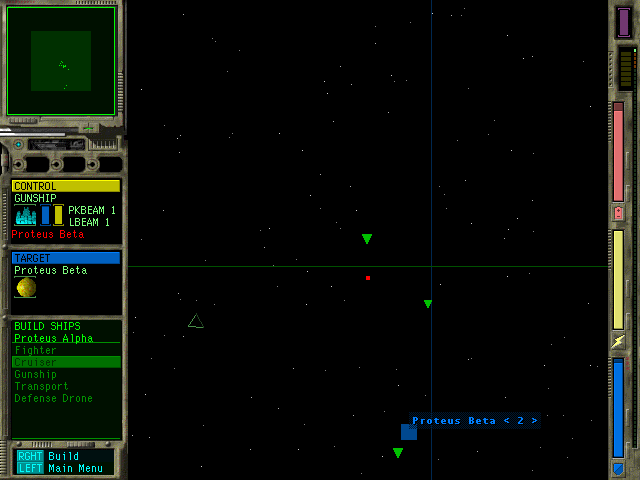 CONTROL
GUNSHIP
PKBEAM 1
LBEAM 1
Proteus Beta
TARGET
Proteus Beta
BUILD SHIPS
Proteus Alpha
Fighter
Cruiser
Gunship
Transport
Defense Drone
RGHT Build
LEFT Main Menu
Proteus Beta < 2 >